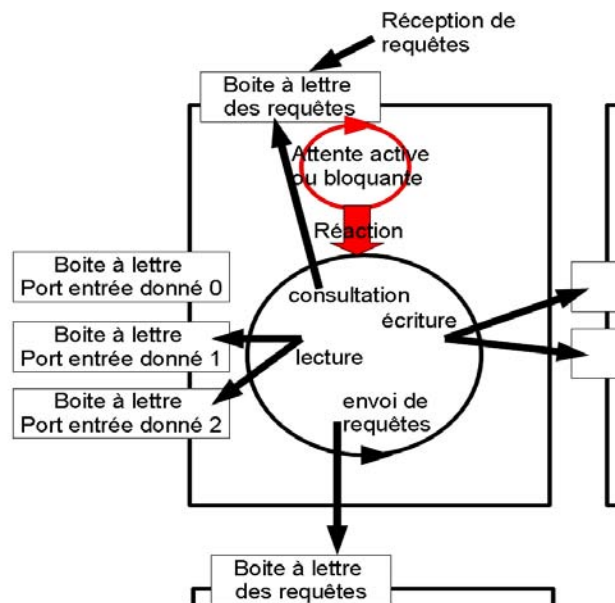 Réception de
requêtes
Boite à lettre
des requêtes
Attente active
ou bloquante
Réaction
Boite à lettre
Port entrée donné 0
consultation
écriture
Boite à lettre
Port entrée donné 1
lecture
Boite à lettre
Port entrée donné 2
envoi de
requêtes
Boite à lettre
des requêtes